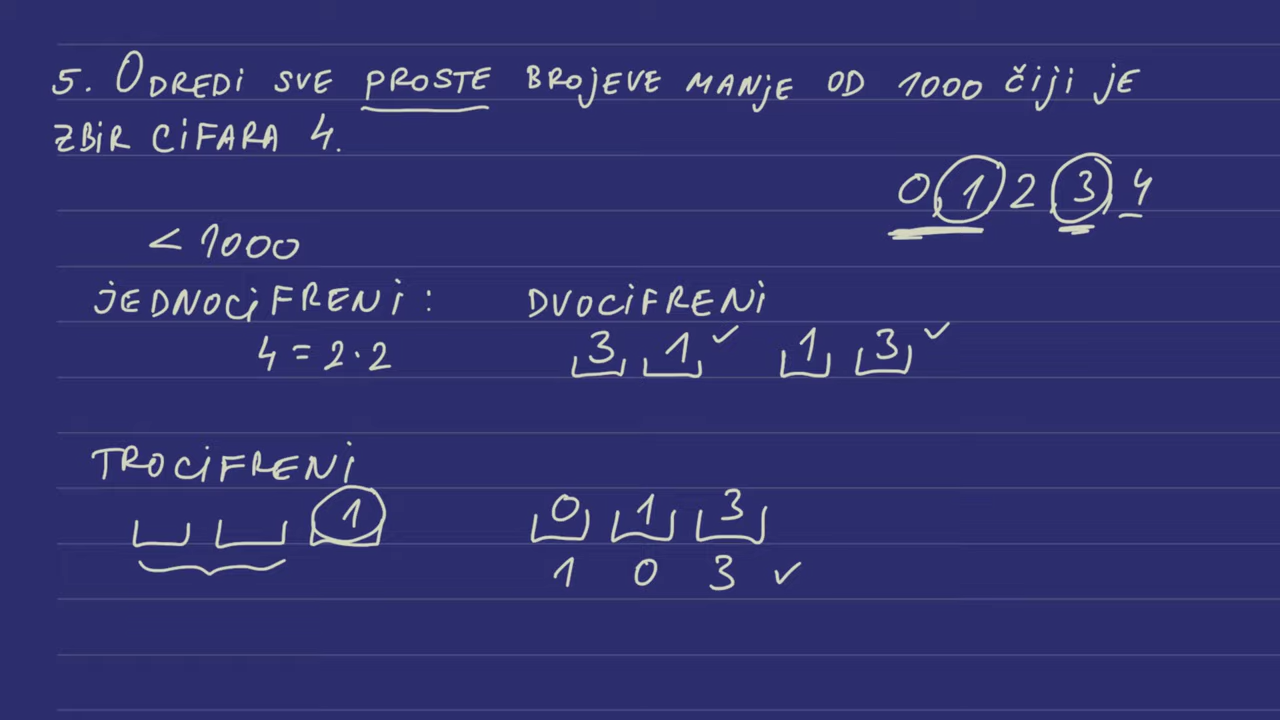 5. ODREDI SVE PROSTE BROJEVE MANJE OD 1000 ČIJI JE
ZBIR CIFARA 4.
0 1 2 3 4
< 1000
JEDNOCIFRENI: DVOCIFRENI
4 = 2·2 3 1 ✓ 1 3 ✓
TROCIFRENI
1 0 1 3
1 0 3 ✓